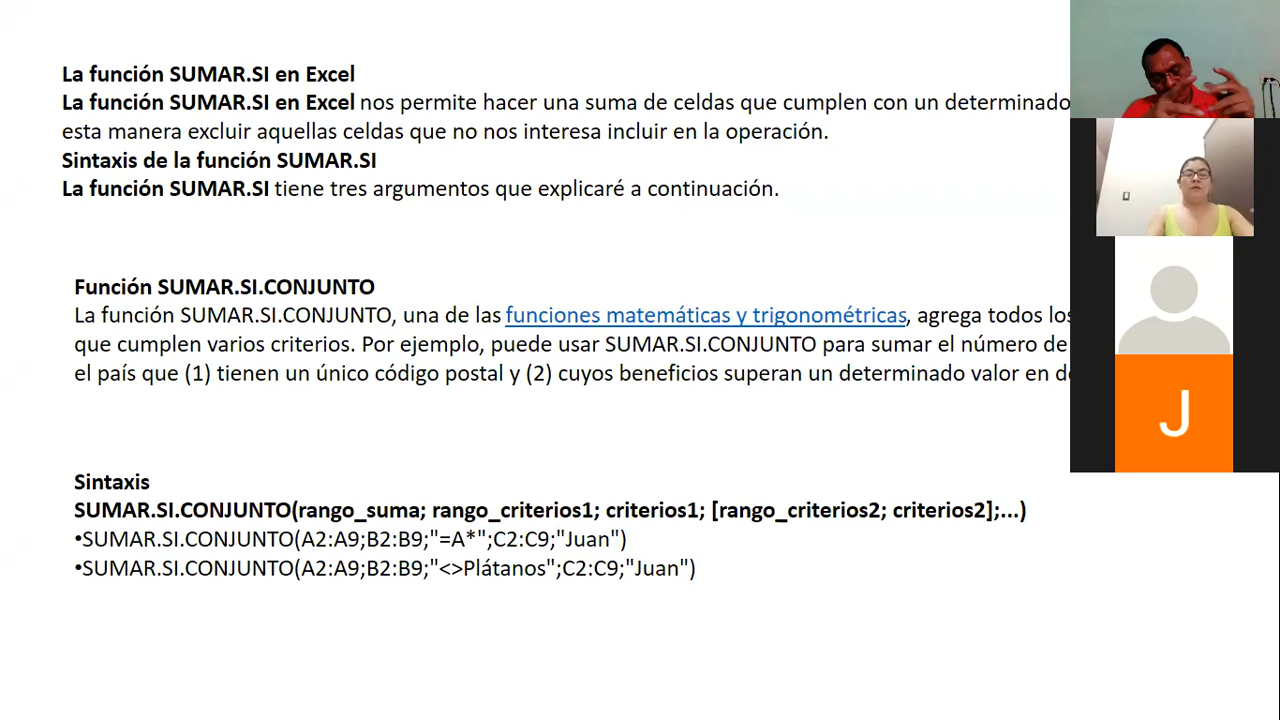 La función SUMAR.SI en Excel
La función SUMAR.SI en Excel nos permite hacer una suma de celdas que cumplen con un determinado
esta manera excluir aquellas celdas que no nos interesa incluir en la operación.
Sintaxis de la función SUMAR.SI
La función SUMAR.SI tiene tres argumentos que explicaré a continuación.
Función SUMAR.SI.CONJUNTO
La función SUMAR.SI.CONJUNTO, una de las funciones matemáticas y trigonométricas, agrega todos los
que cumplen varios criterios. Por ejemplo, puede usar SUMAR.SI.CONJUNTO para sumar el número de
el país que (1) tienen un único código postal y (2) cuyos beneficios superan un determinado valor en
Sintaxis
SUMAR.SI.CONJUNTO(rango_suma; rango_criterios1; criterios1; [rango_criterios2; criterios2];...)
•SUMAR.SI.CONJUNTO(A2:A9;B2:B9;"=A*";C2:C9;"Juan")
•SUMAR.SI.CONJUNTO(A2:A9;B2:B9;"<>Plátanos";C2:C9;"Juan")
J